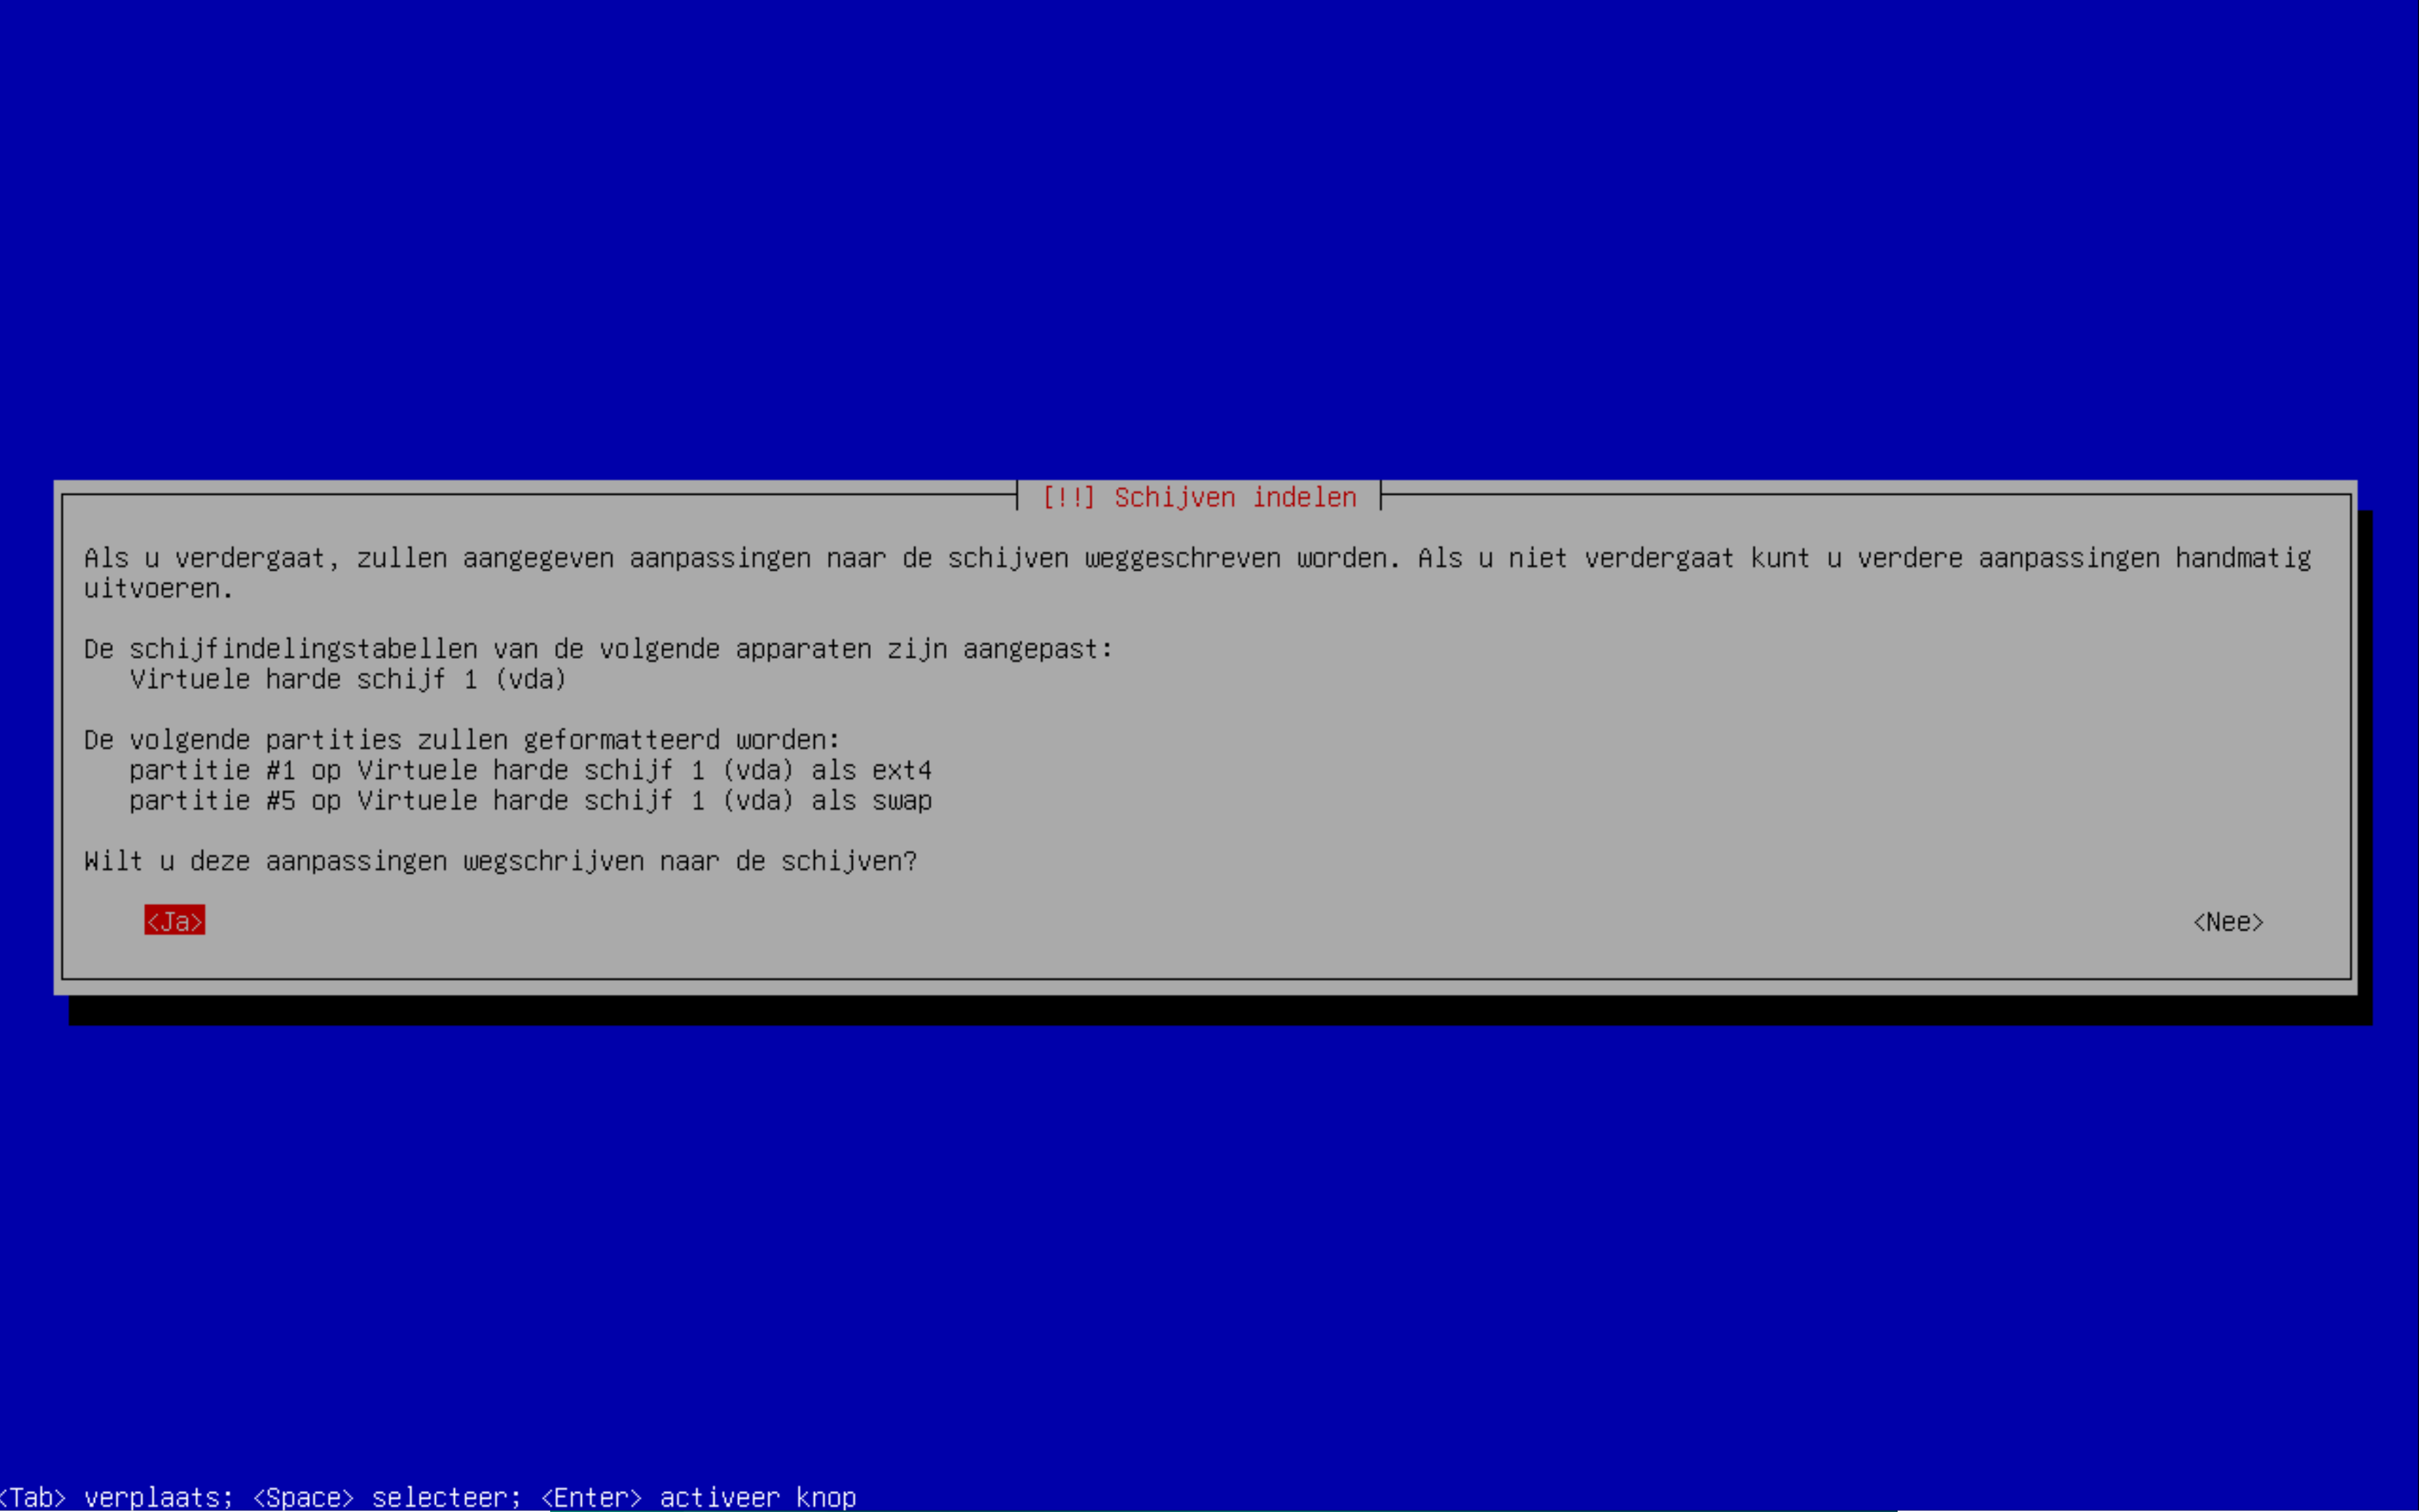 [!!] Schijven indelen
Als u verdergaat, zullen aangegeven aanpassingen naar de schijven weggeschreven worden. Als u niet verdergaat kunt u verdere aanpassingen handmatig
uitvoeren.
De schijfindelingstabellen van de volgende apparaten zijn aangepast:
Virtuele harde schijf 1 (vda)
De volgende partities zullen geformatteerd worden:
partitie #1 op Virtuele harde schijf 1 (vda) als ext4
partitie #5 op Virtuele harde schijf 1 (vda) als swap
Wilt u deze aanpassingen wegschrijven naar de schijven?
<Ja> <Nee>
<Tab> verplaats; <Space> selecteer; <Enter> activeer knop